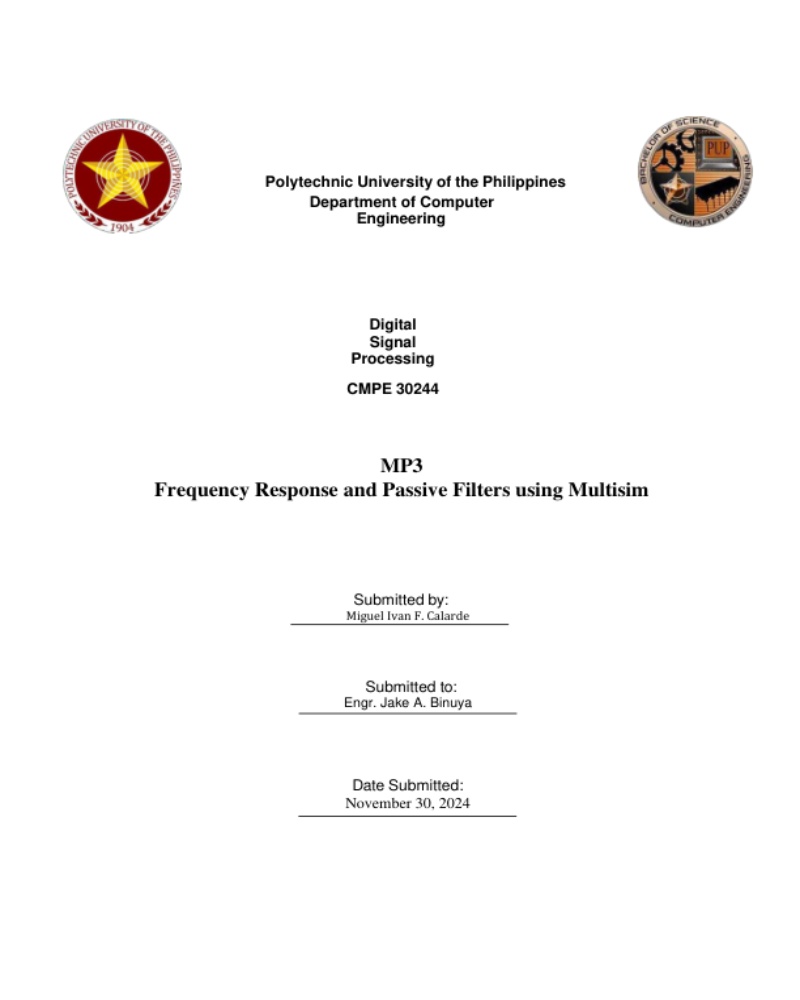 POLYTECHNIC UNIVERSITY OF THE PHILIPPINES
1904
BACHELOR OF SCIENCE
PUP
COMPUTER ENGINEERING
Polytechnic University of the Philippines
Department of Computer
Engineering
Digital
Signal
Processing
CMPE 30244
MP3
Frequency Response and Passive Filters using Multisim
Submitted by:
Miguel Ivan F. Calarde
Submitted to:
Engr. Jake A. Binuya
Date Submitted:
November 30, 2024